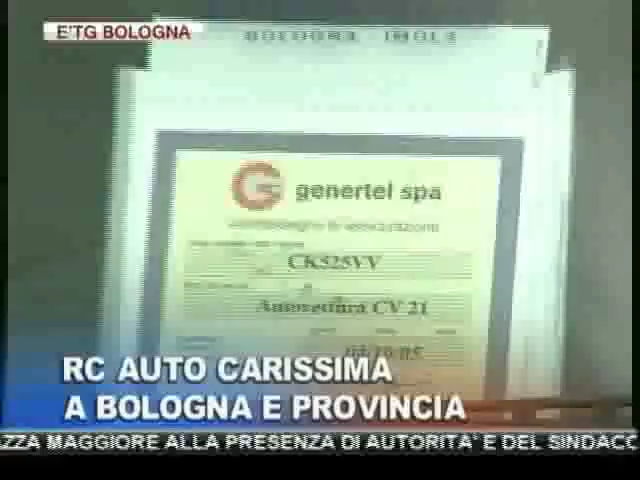 E'TG BOLOGNA
BOLOGNA IMOLA
genertel spa
CK525VV
Autovettura CV 21
RC AUTO CARISSIMA
A BOLOGNA E PROVINCIA
AZZA MAGGIORE ALLA PRESENZA DI AUTORITA' E DEL SINDACO